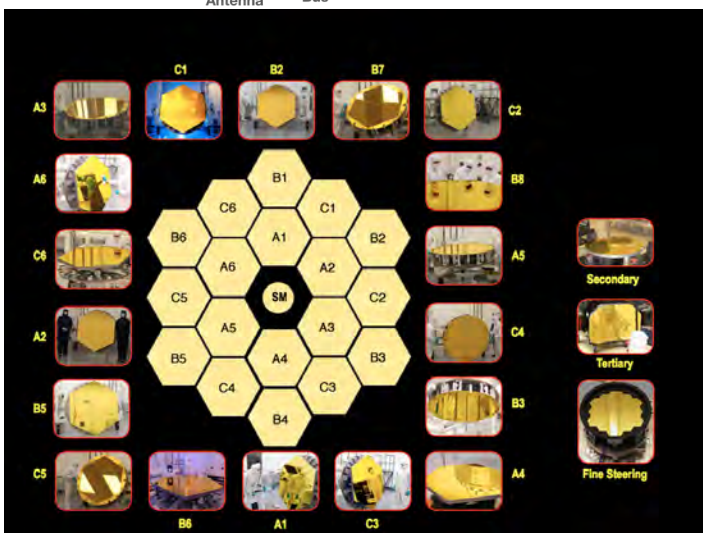 Antenna Bus
C1 B2 B7
A3 C2
A6 B8
B1
C6 C1
B6 A1 B2
C6 A5
A6 A2
Secondary
C5 SM C2
A2 A5 A3 C4
B5 A4 B3
Tertiary
C4 C3
B5 B3
B4
C5 A4 Fine Steering
B6 A1 C3